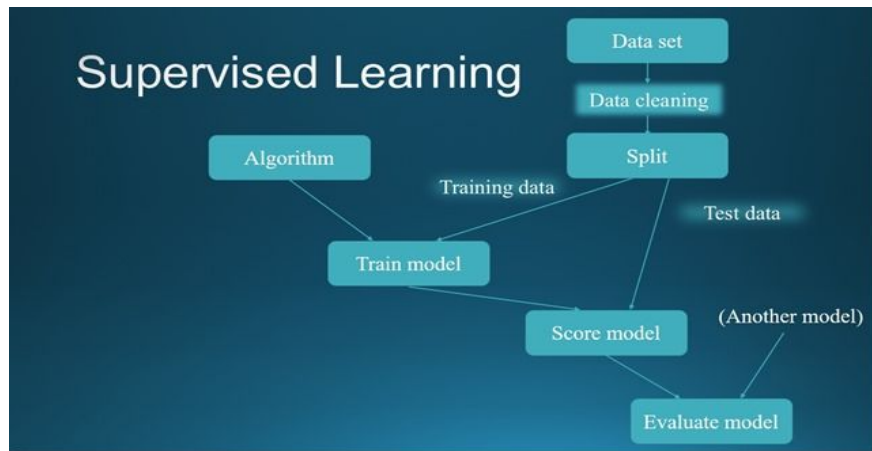 Supervised Learning
Data set
Data cleaning
Algorithm
Split
Training data
Test data
Train model
(Another model)
Score model
Evaluate model